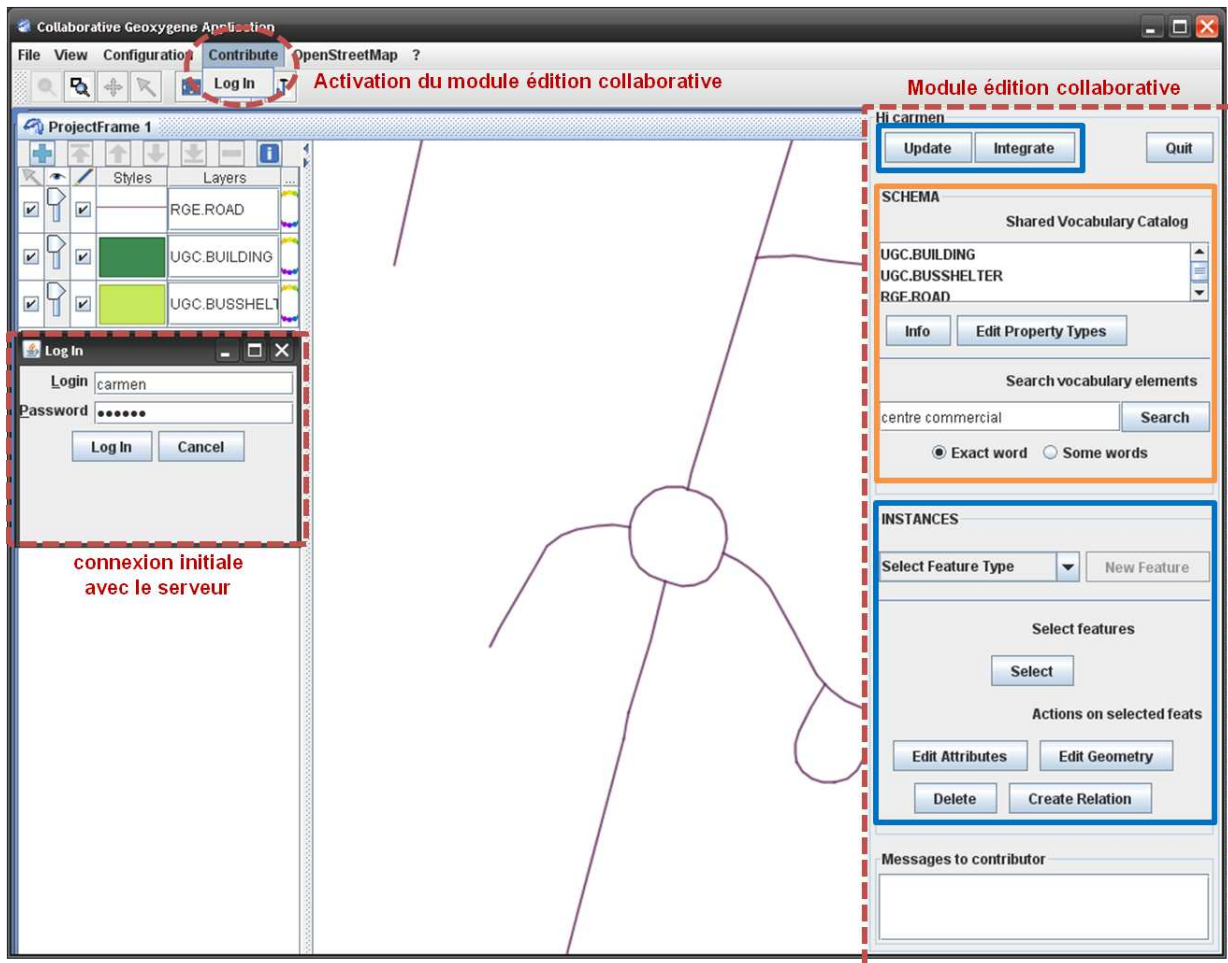 Collaborative Geoxygene Application
File View Configuration Contribute OpenStreetMap ?
Log In
Activation du module édition collaborative
Module édition collaborative
ProjectFrame 1
Styles Layers ...
RGE.ROAD
UGC.BUILDING
UGC.BUSSHELT
Log In
Login carmen
Password ●●●●●●
Log In Cancel
connexion initiale
avec le serveur
Hi carmen
Update Integrate Quit
SCHEMA
Shared Vocabulary Catalog
UGC.BUILDING
UGC.BUSSHELTER
RGE.ROAD
Info Edit Property Types
Search vocabulary elements
centre commercial Search
Exact word Some words
INSTANCES
Select Feature Type New Feature
Select features
Select
Actions on selected feats
Edit Attributes Edit Geometry
Delete Create Relation
Messages to contributor